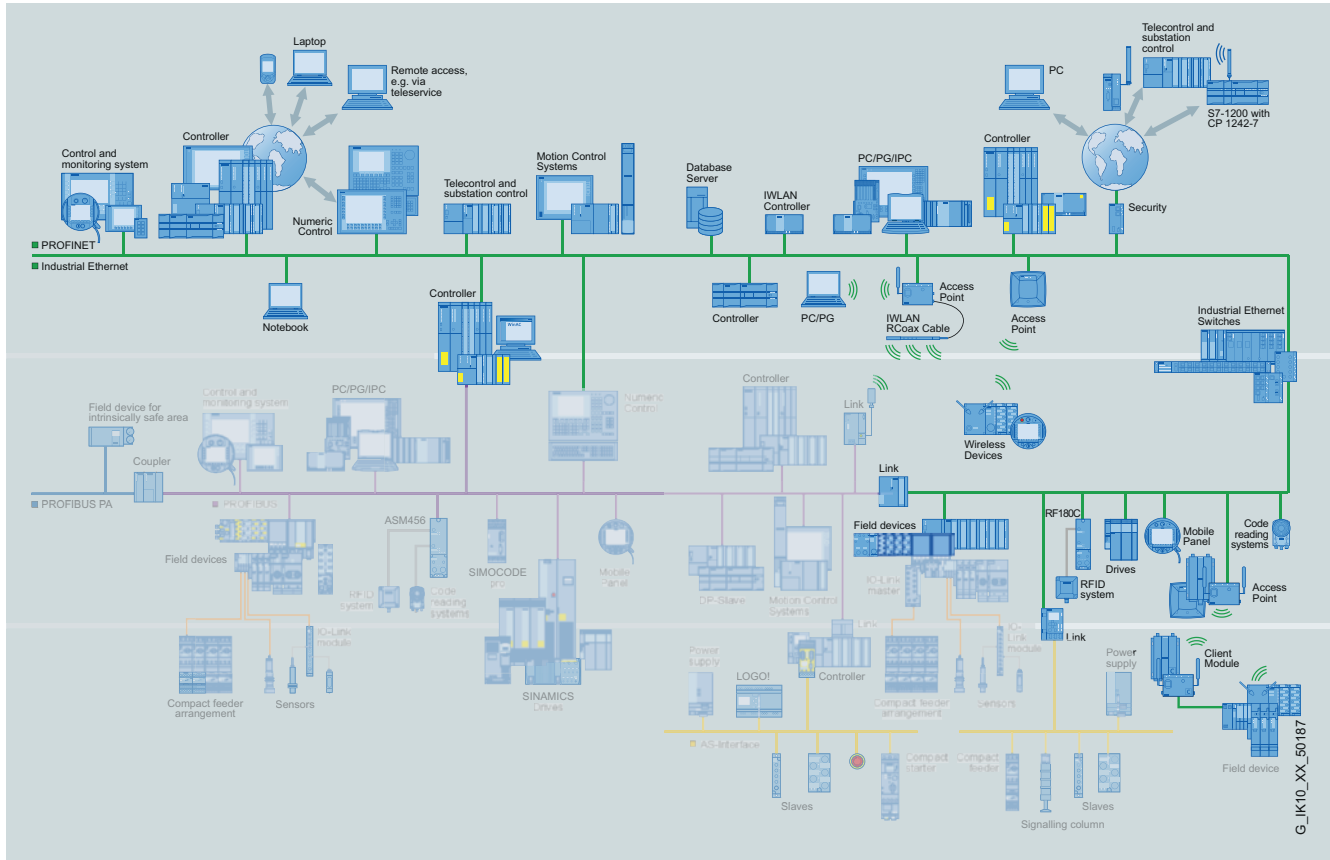 Laptop
Remote access,
e.g. via
teleservice
Controller
Control and
monitoring system
Numeric
Control
Telecontrol and
substation control
Motion Control
Systems
Database
Server
IWLAN
Controller
PC/PG/IPC
Controller
PC
Telecontrol and
substation
control
S7-1200 with
CP 1242-7
Security
PROFINET
Industrial Ethernet
Notebook
Controller
WinAC
Controller
PC/PG
Access
Point
IWLAN
RCoax Cable
Access
Point
Industrial Ethernet
Switches
Field device for
intrinsically safe area
Control and
monitoring system
PC/PG/IPC
Numeric
Control
Controller
Link
Wireless
Devices
Coupler
Link
PROFIBUS PA
PROFIBUS
ASM456
Field devices
SIMOCODE
pro
Mobile
Panel
RFID
system
Code
reading
systems
DP-Slave
Motion Control
Systems
Field devices
IO-Link
master
RF180C
RFID
system
Drives
Mobile
Panel
Code
reading
systems
Access
Point
IO-Link
module
Compact feeder
arrangement
Sensors
SINAMICS
Drives
Power
supply
LOGO!
Link
Controller
Compact feeder
arrangement
Sensors
IO-
Link
module
Link
Power
supply
Client
Module
Field device
AS-Interface
Slaves
Compact
starter
Compact
feeder
Slaves
Signalling column
G_IK10_XX_50187